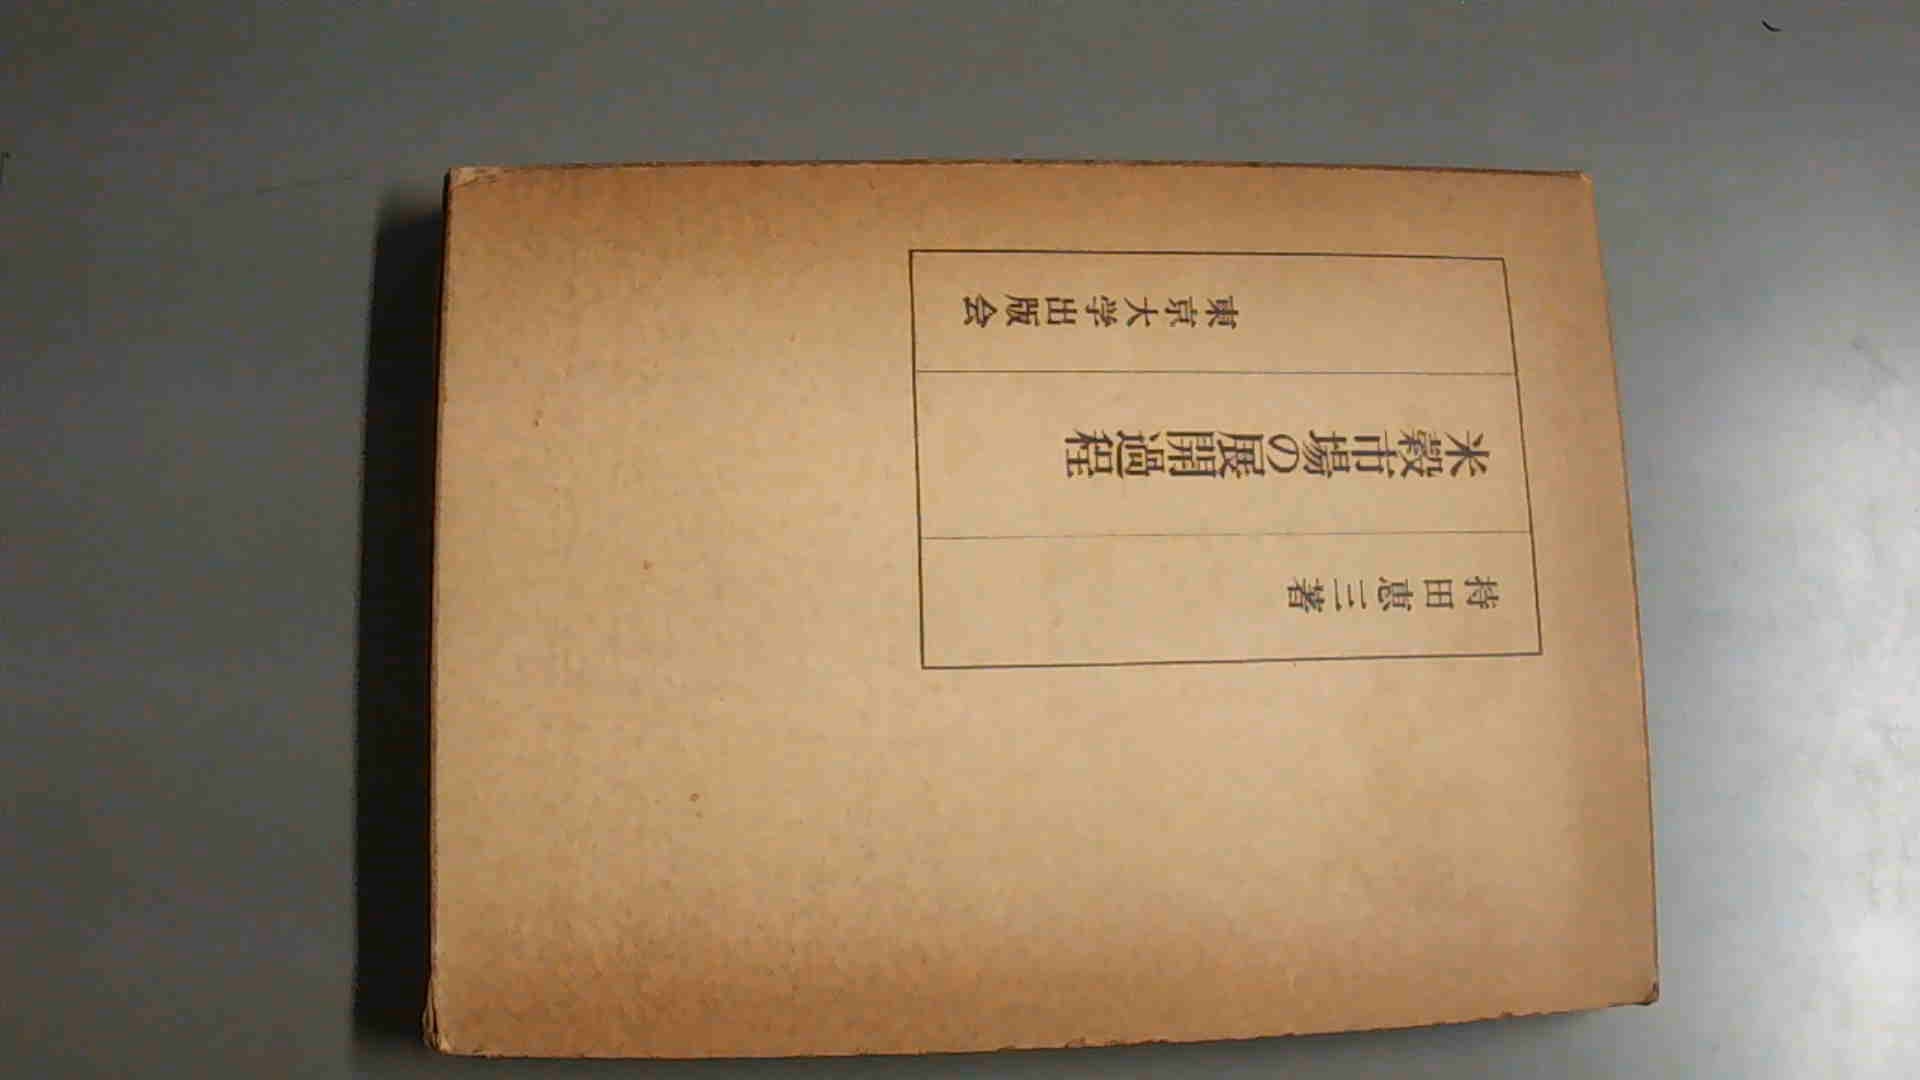 持田恵三著
米穀市場の展開過程
東京大学出版会